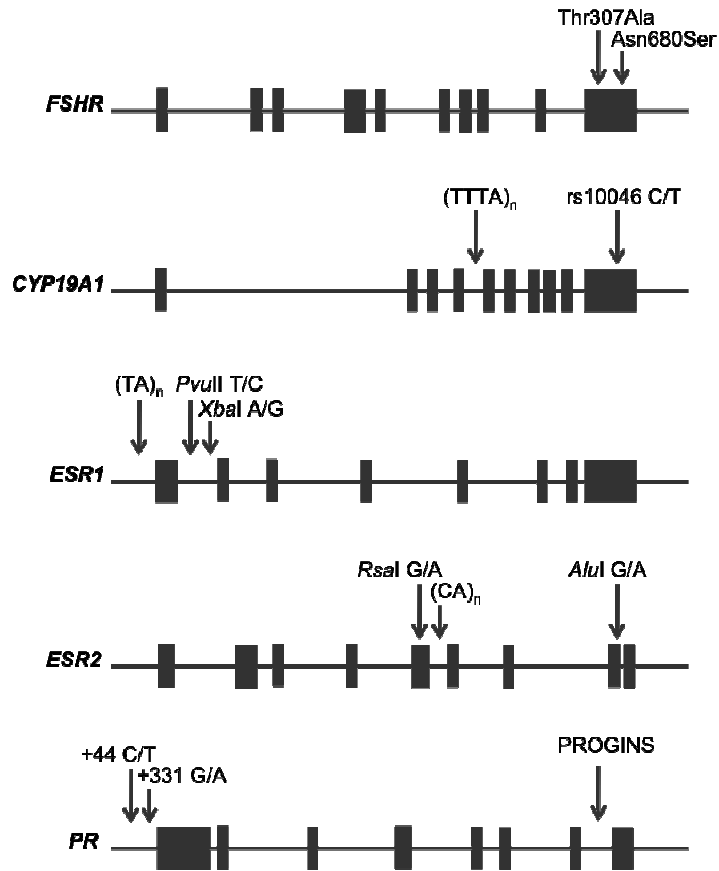 Thr307Ala
Asn680Ser
FSHR
(TTTA)n
rs10046 C/T
CYP19A1
(TA)n
PvuII T/C
XbaI A/G
ESR1
RsaI G/A
(CA)n
AluI G/A
ESR2
+44 C/T
+331 G/A
PROGINS
PR